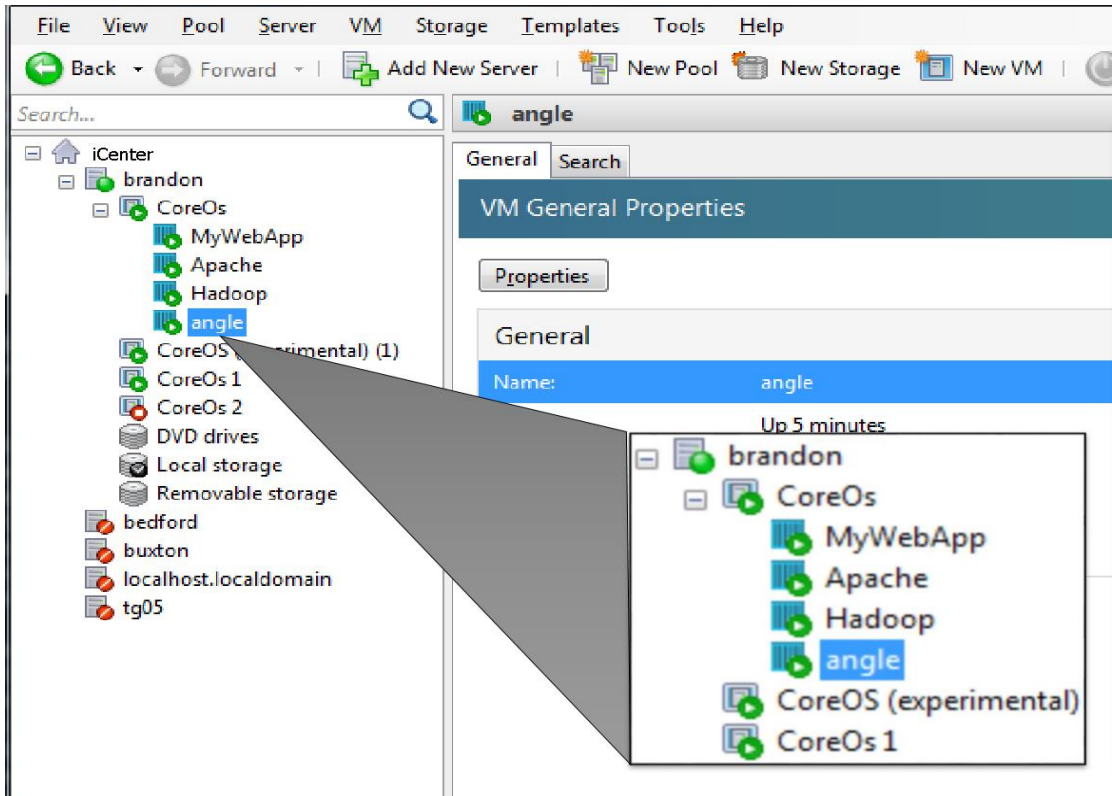 File View Pool Server VM Storage Templates Tools Help
Back Forward Add New Server New Pool New Storage New VM
Search...
angle
iCenter
brandon
CoreOs
MyWebApp
Apache
Hadoop
angle
CoreOS ( rimental) (1)
CoreOs 1
CoreOs 2
DVD drives
Local storage
Removable storage
bedford
buxton
localhost.localdomain
tg05
General Search
VM General Properties
Properties
General
Name: angle
Up 5 minutes
brandon
CoreOs
MyWebApp
Apache
Hadoop
angle
CoreOS (experimental)
CoreOs 1